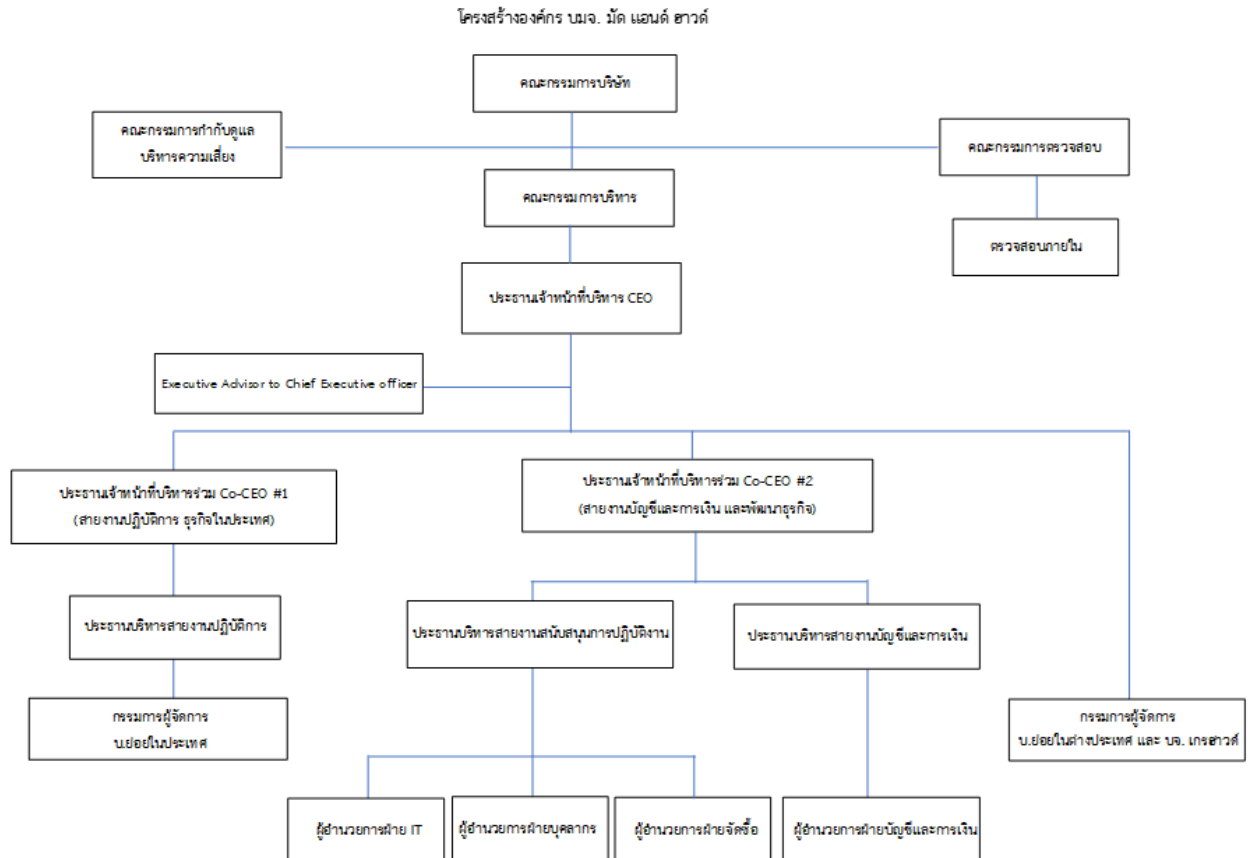 โครงสร้างองค์กร บมจ. มัด แอนด์ ฮาวด์
คณะกรรมการบริษัท
คณะกรรมการกำกับดูแล
บริหารความเสี่ยง
คณะกรรมการตรวจสอบ
คณะกรรมการบริหาร
ตรวจสอบภายใน
ประธานเจ้าหน้าที่บริหาร CEO
Executive Advisor to Chief Executive officer
ประธานเจ้าหน้าที่บริหารร่วม Co-CEO #1
(สายงานปฏิบัติการ ธุรกิจในประเทศ)
ประธานเจ้าหน้าที่บริหารร่วม Co-CEO #2
(สายงานบัญชีและการเงิน และพัฒนาธุรกิจ)
ประธานบริหารสายงานปฏิบัติการ
ประธานบริหารสายงานสนับสนุนการปฏิบัติงาน
ประธานบริหารสายงานบัญชีและการเงิน
กรรมการผู้จัดการ
บ.ย่อยในประเทศ
กรรมการผู้จัดการ
บ.ย่อยในต่างประเทศ และ บจ. เกรฮาวด์
ผู้อำนวยการฝ่าย IT
ผู้อำนวยการฝ่ายบุคลากร
ผู้อำนวยการฝ่ายจัดซื้อ
ผู้อำนวยการฝ่ายบัญชีและการเงิน